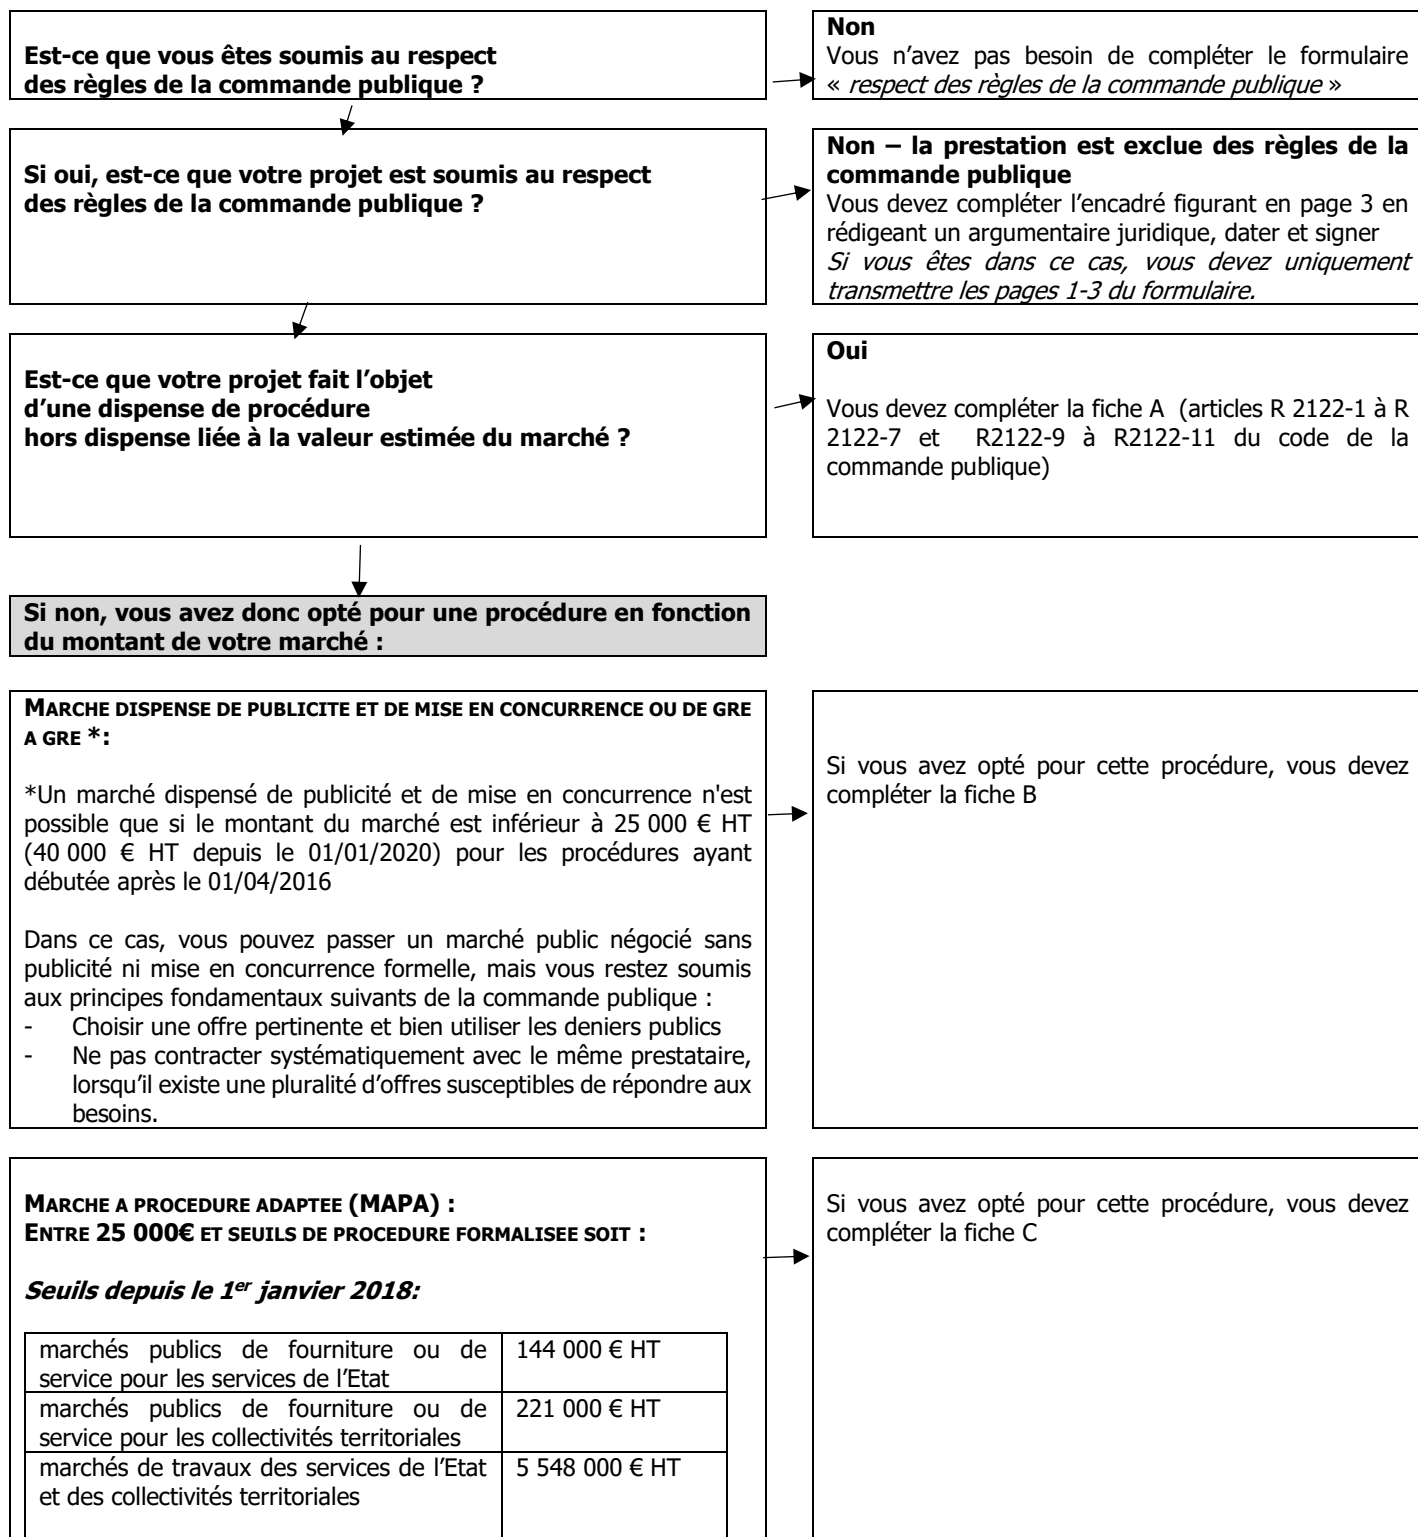 Est-ce que vous êtes soumis au respect
des règles de la commande publique ?
Non
Vous n’avez pas besoin de compléter le formulaire
« respect des règles de la commande publique »
Si oui, est-ce que votre projet est soumis au respect
des règles de la commande publique ?
Non – la prestation est exclue des règles de la
commande publique
Vous devez compléter l’encadré figurant en page 3 en
rédigeant un argumentaire juridique, dater et signer
Si vous êtes dans ce cas, vous devez uniquement
transmettre les pages 1-3 du formulaire.
Est-ce que votre projet fait l’objet
d’une dispense de procédure
hors dispense liée à la valeur estimée du marché ?
Oui
Vous devez compléter la fiche A (articles R 2122-1 à R
2122-7 et R2122-9 à R2122-11 du code de la
commande publique)
Si non, vous avez donc opté pour une procédure en fonction
du montant de votre marché :
MARCHE DISPENSE DE PUBLICITE ET DE MISE EN CONCURRENCE OU DE GRE
A GRE *:
*Un marché dispensé de publicité et de mise en concurrence n'est
possible que si le montant du marché est inférieur à 25 000 € HT
(40 000 € HT depuis le 01/01/2020) pour les procédures ayant
débutée après le 01/04/2016
Dans ce cas, vous pouvez passer un marché public négocié sans
publicité ni mise en concurrence formelle, mais vous restez soumis
aux principes fondamentaux suivants de la commande publique :
- Choisir une offre pertinente et bien utiliser les deniers publics
- Ne pas contracter systématiquement avec le même prestataire,
lorsqu’il existe une pluralité d’offres susceptibles de répondre aux
besoins.
Si vous avez opté pour cette procédure, vous devez
compléter la fiche B
MARCHE A PROCEDURE ADAPTEE (MAPA) :
ENTRE 25 000€ ET SEUILS DE PROCEDURE FORMALISEE SOIT :
Seuils depuis le 1er janvier 2018:
marchés publics de fourniture ou de
service pour les services de l’Etat
144 000 € HT
marchés publics de fourniture ou de
service pour les collectivités territoriales
221 000 € HT
marchés de travaux des services de l’Etat
et des collectivités territoriales
5 548 000 € HT
Si vous avez opté pour cette procédure, vous devez
compléter la fiche C